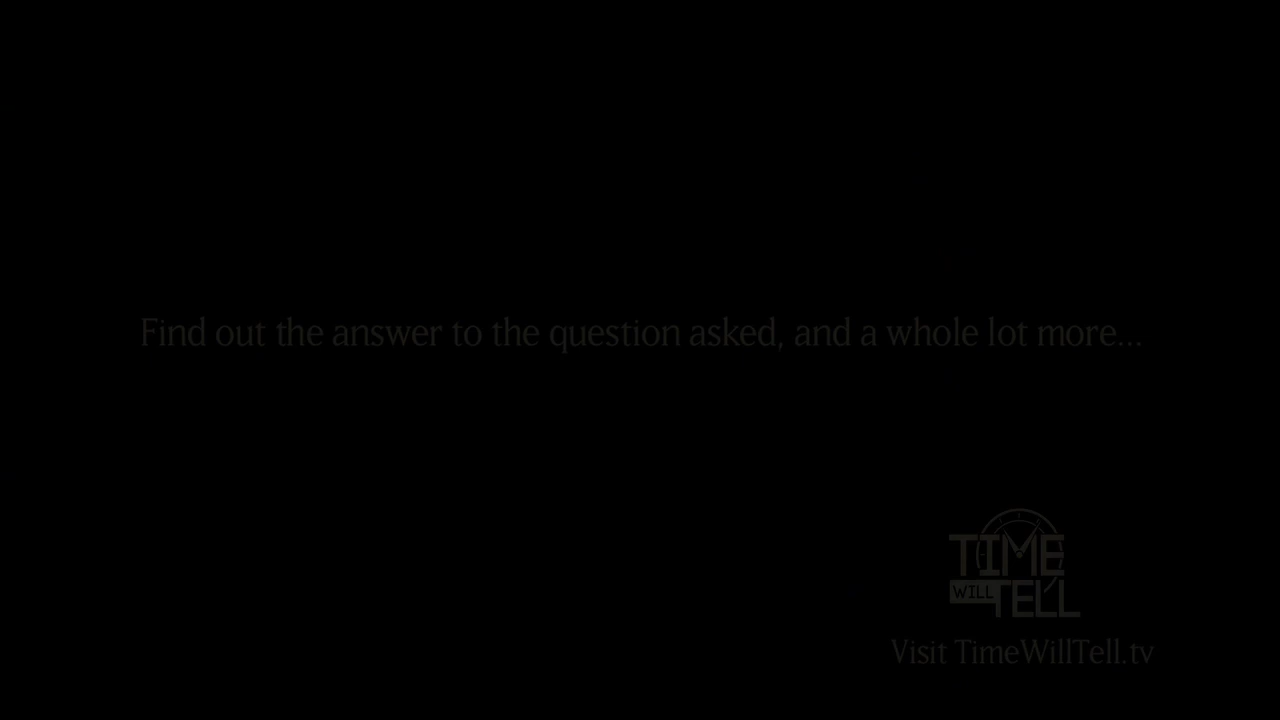 Find out the answer to the question asked, and a whole lot more...
TIME
WILL TELL
Visit TimeWillTell.tv